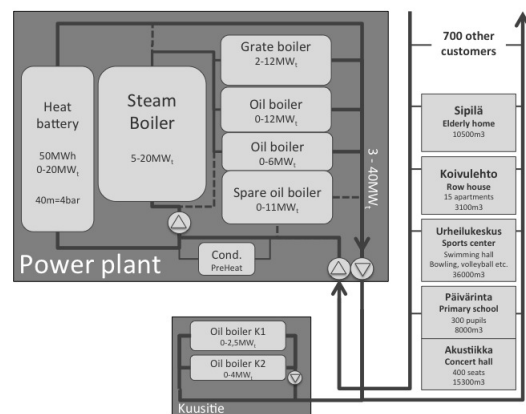 Heat
battery
50MWh
0-20MWt
40m=4bar
Steam
Boiler
5-20MWt
Grate boiler
2-12MWt
Oil boiler
0-12MWt
Oil boiler
0-6MWt
Spare oil boiler
0-11MWt
Cond.
PreHeat
3 - 40MWt
Power plant
Oil boiler K1
0-2,5MWt
Oil boiler K2
0-4MWt
Kuusitie
700 other
customers
Sipilä
Elderly home
10500m3
Koivulehto
Row house
15 apartments
3100m3
Urheilukeskus
Sports center
Swimming hall
Bowling, volleyball etc.
36000m3
Päivärinta
Primary school
300 pupils
8000m3
Akustiikka
Concert hall
400 seats
15300m3